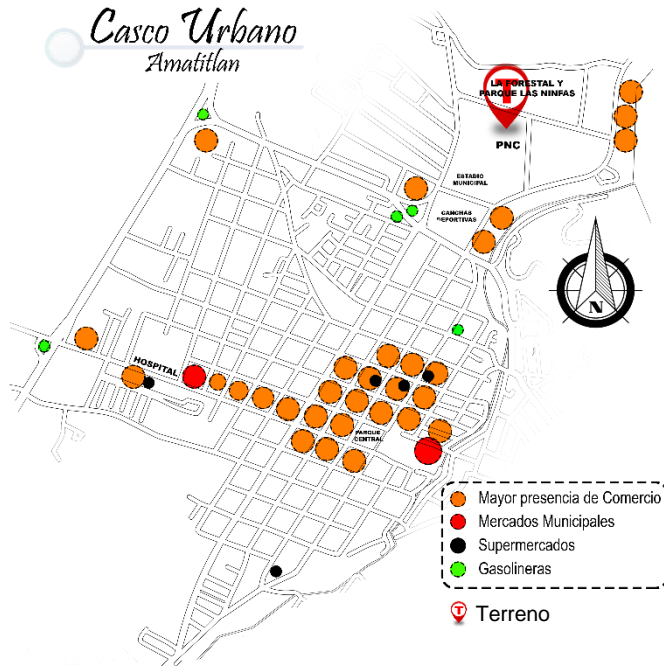 Casco Urbano
Amatitlan
LA FORESTAL Y
PARQUE LAS NINFAS
T
PNC
ESTADIO
MUNICIPAL
CANCHAS
DEPORTIVAS
N
HOSPITAL
PARQUE
CENTRAL
Mayor presencia de Comercio
Mercados Municipales
Supermercados
Gasolineras
T Terreno